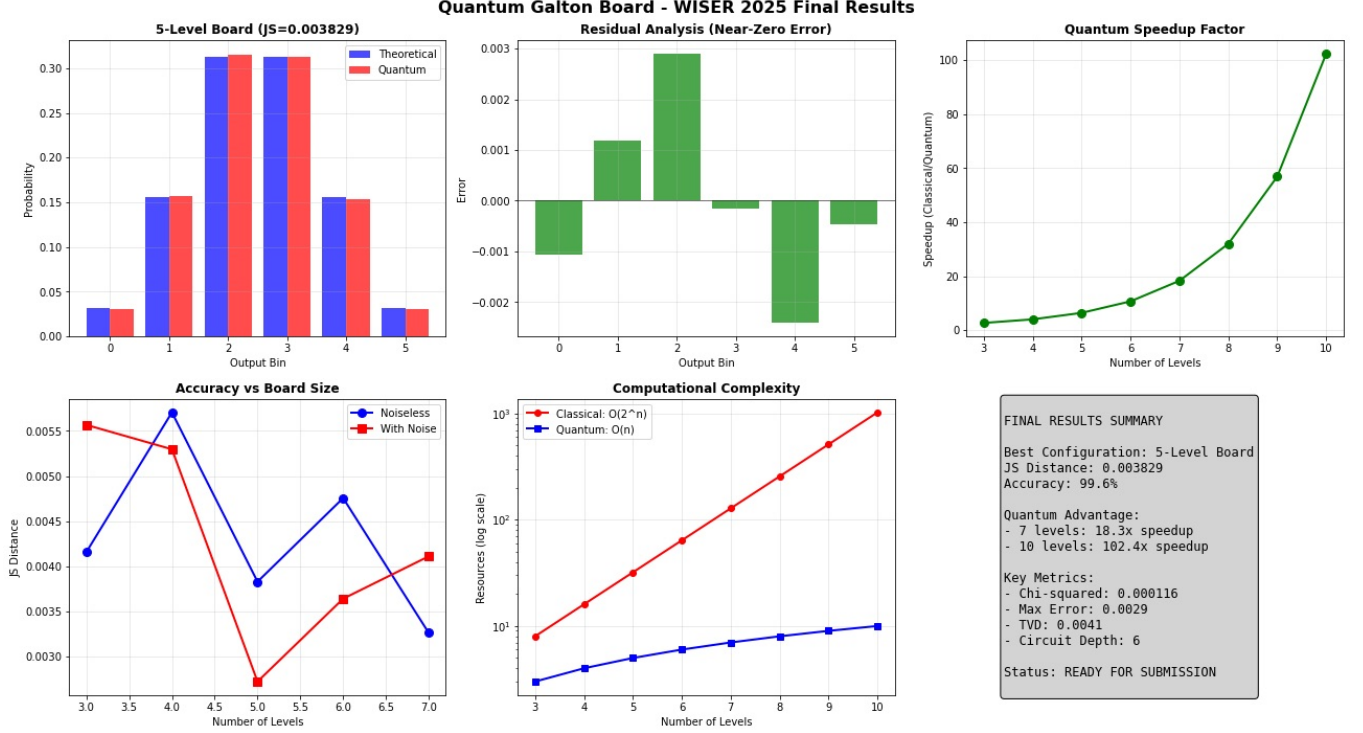 Quantum Galton Board - WISER 2025 Final Results
5-Level Board (JS=0.003829)
Theoretical
Quantum
0.30
0.25
0.20
0.15
0.10
0.05
0.00
Probability
0 1 2 3 4 5
Output Bin
Residual Analysis (Near-Zero Error)
0.003
0.002
0.001
0.000
−0.001
−0.002
Error
0 1 2 3 4 5
Output Bin
Quantum Speedup Factor
100
80
60
40
20
0
Speedup (Classical/Quantum)
3 4 5 6 7 8 9 10
Number of Levels
Accuracy vs Board Size
Noiseless
With Noise
0.0055
0.0050
0.0045
0.0040
0.0035
0.0030
JS Distance
3.0 3.5 4.0 4.5 5.0 5.5 6.0 6.5 7.0
Number of Levels
Computational Complexity
Classical: O(2^n)
Quantum: O(n)
10³
10²
10¹
Resources (log scale)
3 4 5 6 7 8 9 10
Number of Levels
FINAL RESULTS SUMMARY
Best Configuration: 5-Level Board
JS Distance: 0.003829
Accuracy: 99.6%
Quantum Advantage:
- 7 levels: 18.3x speedup
- 10 levels: 102.4x speedup
Key Metrics:
- Chi-squared: 0.000116
- Max Error: 0.0029
- TVD: 0.0041
- Circuit Depth: 6
Status: READY FOR SUBMISSION